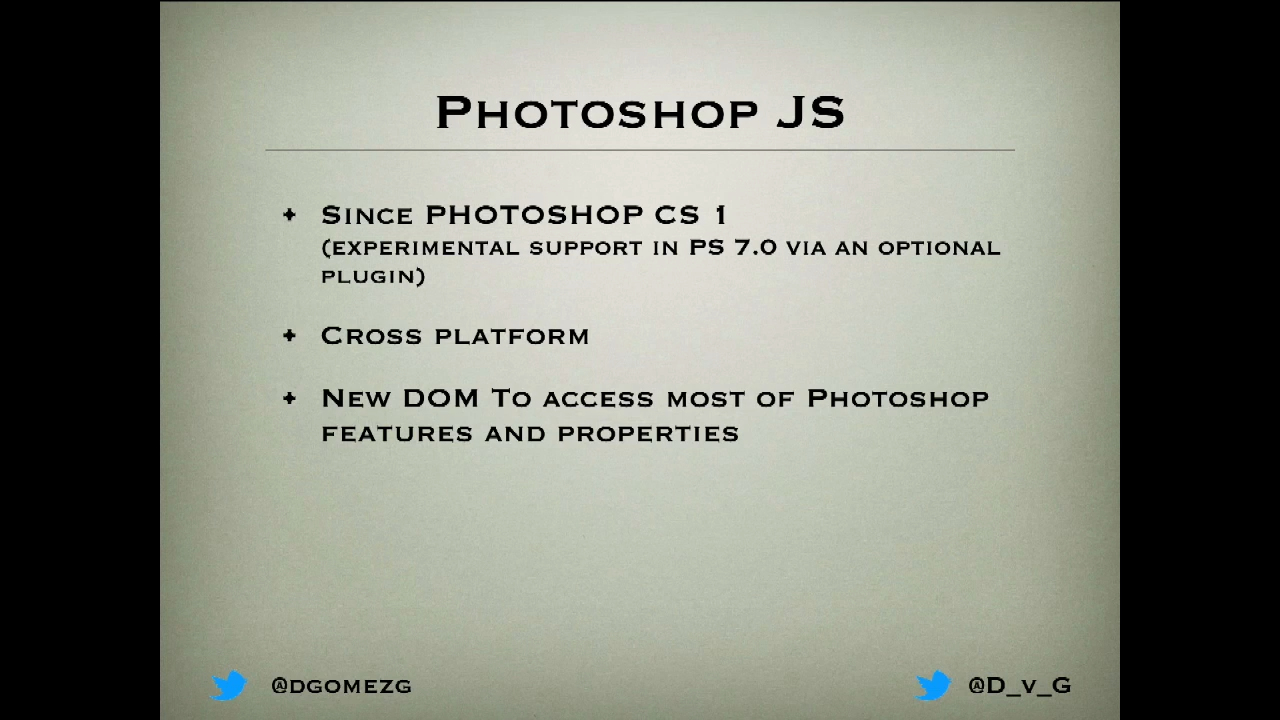 Photoshop JS
+ Since PHOTOSHOP CS 1
(experimental support in PS 7.0 via an optional
plugin)
+ Cross platform
+ New DOM To access most of Photoshop
features and properties
@dgomezg
@D_v_G